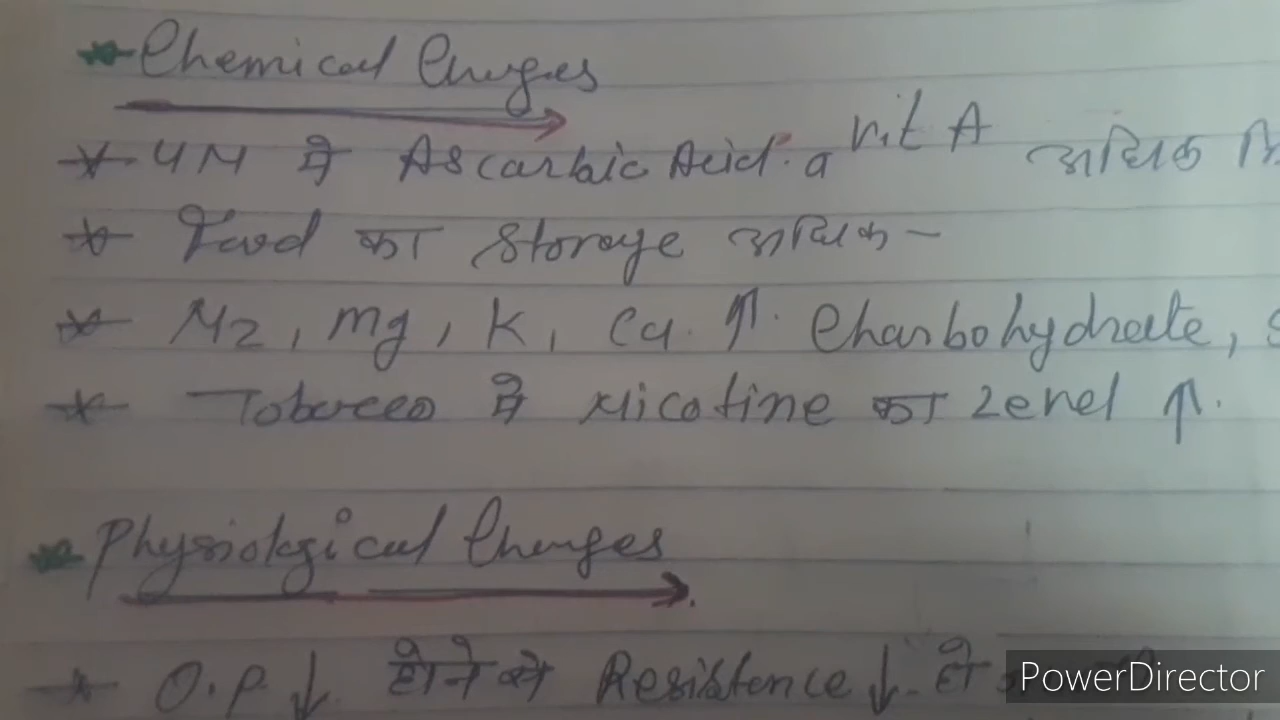 * Chemical Changes
* 4N में Ascarbic Acid. a Vit A अधिक
* Food का Storage अधिक -
* N2, Mg, K, Ca. ↑. Charbohydrate,
* Tobacco में Nicotine का Level ↑.
* Physiological Changes
* O.P ↓ होने से Resistence ↓. हो
PowerDirector